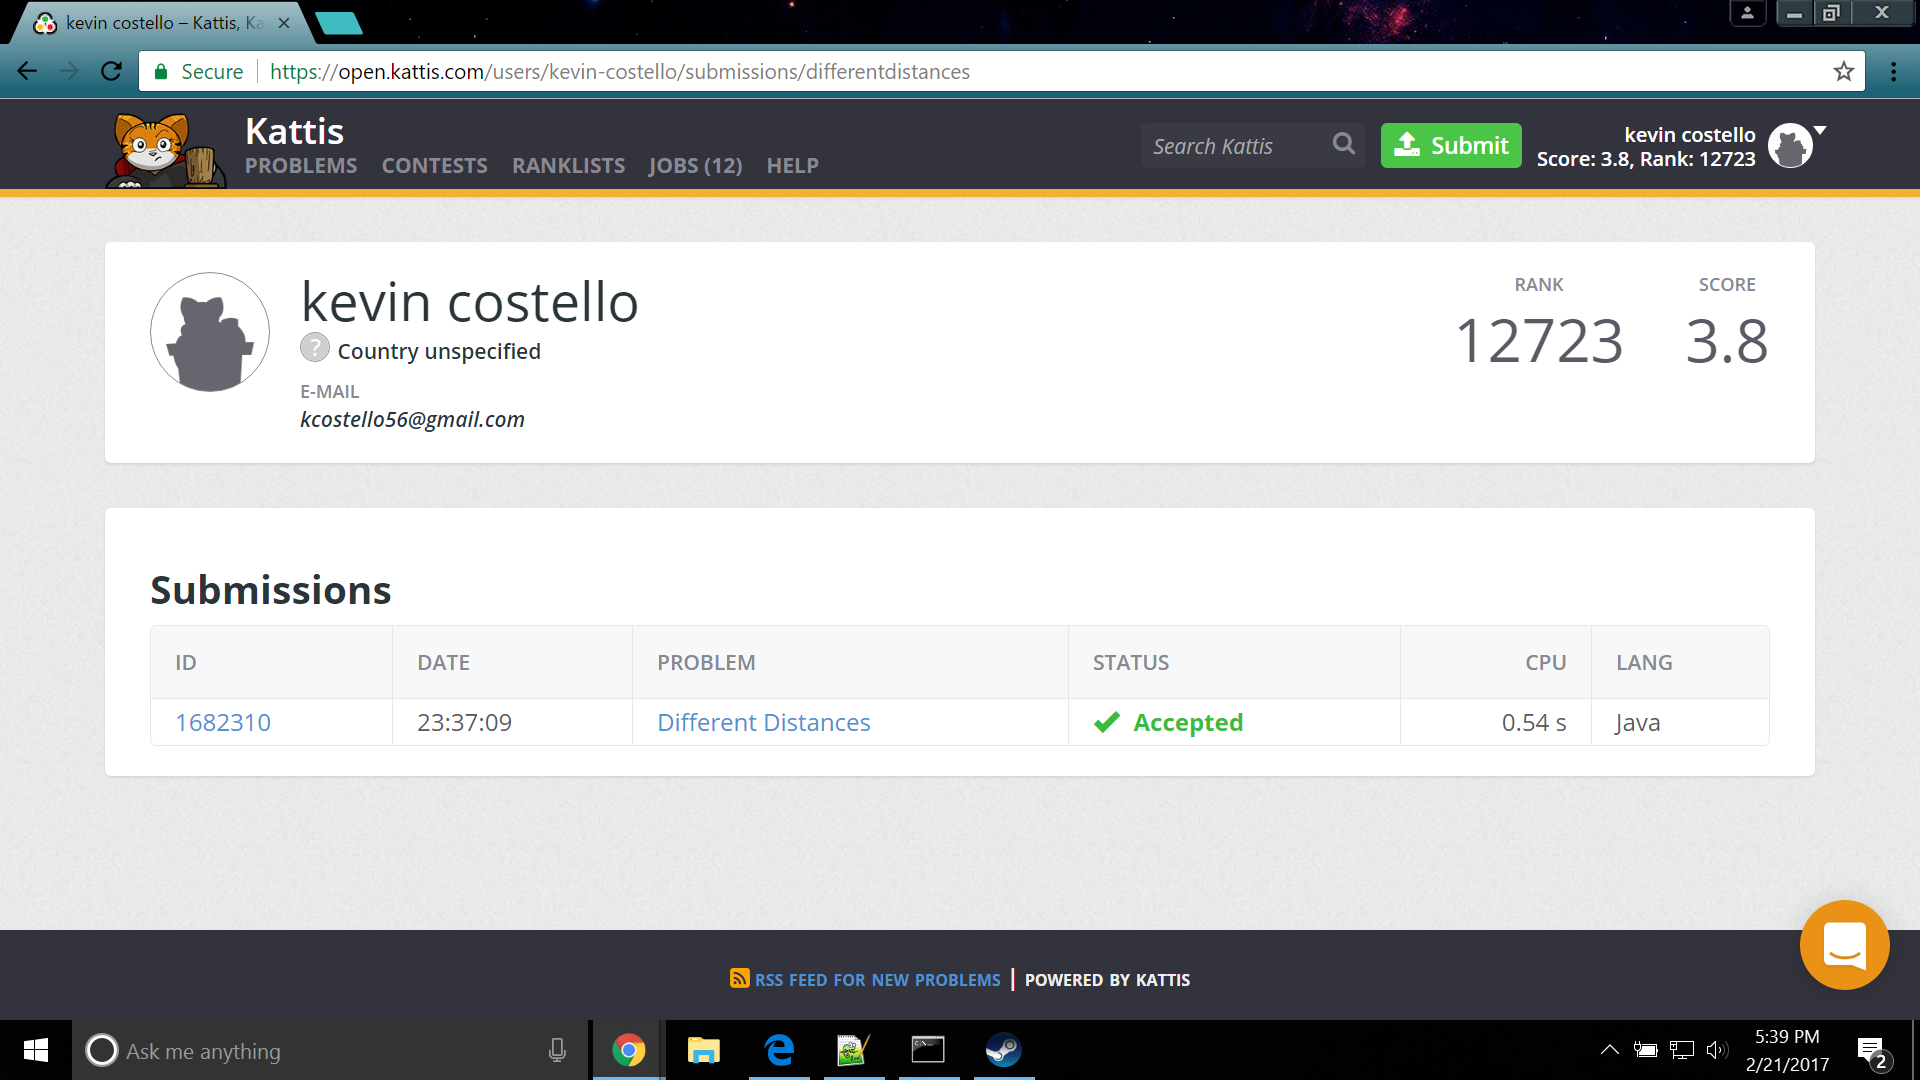 kevin costello – Kattis, Ka
Secure
https://open.kattis.com/users/kevin-costello/submissions/differentdistances
Kattis
PROBLEMS CONTESTS RANKLISTS JOBS (12) HELP
Search Kattis
Submit
kevin costello
Score: 3.8, Rank: 12723
kevin costello
? Country unspecified
E-MAIL
kcostello56@gmail.com
RANK SCORE
12723 3.8
Submissions
ID DATE PROBLEM STATUS CPU LANG
1682310 23:37:09 Different Distances Accepted 0.54 s Java
RSS FEED FOR NEW PROBLEMS | POWERED BY KATTIS
Ask me anything
5:39 PM
2/21/2017
2